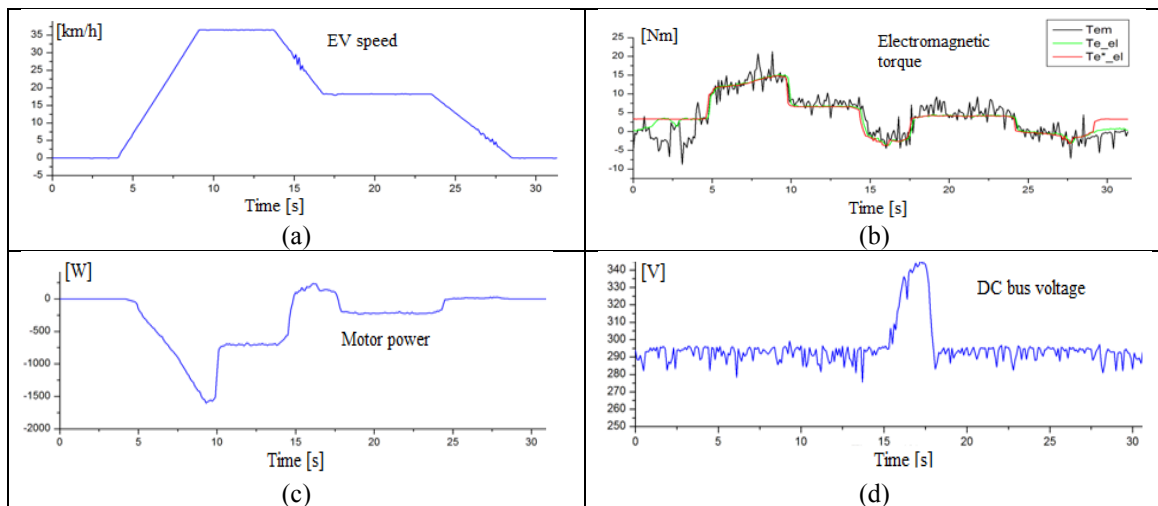 [km/h]
EV speed
35
30
25
20
15
10
5
0
-5
0 5 10 15 20 25 30
Time [s]
(a)
[Nm]
Electromagnetic
torque
Tem
Te_el
Te*_el
25
20
15
10
5
0
-5
-10
0 5 10 15 20 25 30
Time [s]
(b)
[W]
Motor power
0
-500
-1000
-1500
-2000
0 5 10 15 20 25 30
Time [s]
(c)
[V]
DC bus voltage
340
330
320
310
300
290
280
270
260
250
0 5 10 15 20 25 30
Time [s]
(d)